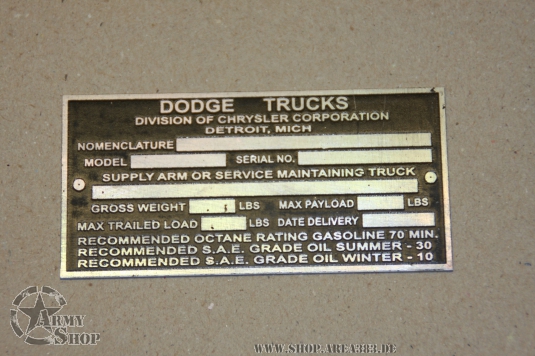 DODGE TRUCKS
DIVISION OF CHRYSLER CORPORATION
DETROIT, MICH
NOMENCLATURE
MODEL SERIAL NO.
SUPPLY ARM OR SERVICE MAINTAINING TRUCK
GROSS WEIGHT LBS MAX PAYLOAD LBS
MAX TRAILED LOAD LBS DATE DELIVERY
RECOMMENDED OCTANE RATING GASOLINE 70 MIN.
RECOMMENDED S.A.E. GRADE OIL SUMMER - 30
RECOMMENDED S.A.E. GRADE OIL WINTER - 10
ARMY
SHOP
WWW.SHOP.AREA383.DE